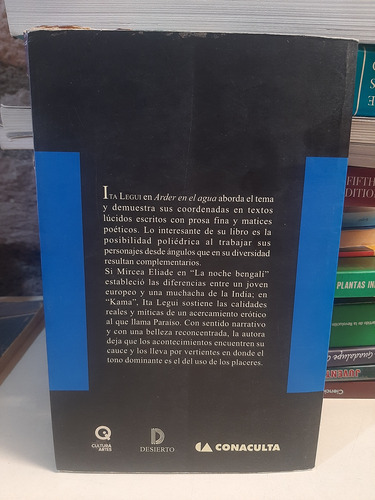 ITA LEGUI en Arder en el agua aborda el tema
y demuestra sus coordenadas en textos
lúcidos escritos con prosa fina y matices
poéticos. Lo interesante de su libro es la
posibilidad poliédrica al trabajar sus
personajes desde ángulos que en su diversidad
resultan complementarios.
Si Mircea Eliade en "La noche bengalí"
estableció las diferencias entre un joven
europeo y una muchacha de la India; en
"Kama", Ita Legui sostiene las calidades
reales y míticas de un acercamiento erótico
al que llama Paraíso. Con sentido narrativo
y con una belleza reconcentrada, la autora
deja que los acontecimientos encuentren su
cauce y los lleva por vertientes en donde el
tono dominante es el del uso de los placeres.
Q
CULTURA
ARTES
D
DESIERTO
CONACULTA
FIFTH
EDITIO
PLANTAS IN
Guadalupe
JUVENT